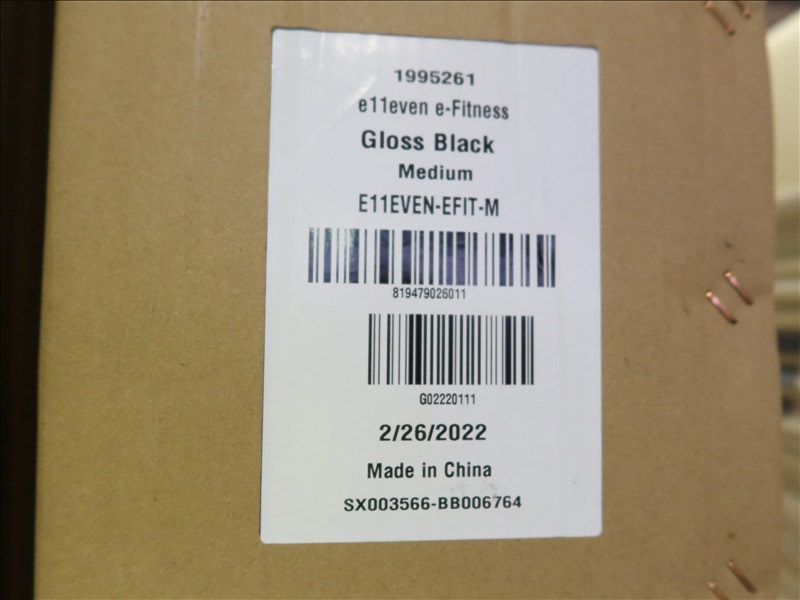 1995261
e11even e-Fitness
Gloss Black
Medium
E11EVEN-EFIT-M
819479026011
G02220111
2/26/2022
Made in China
SX003566-BB006764